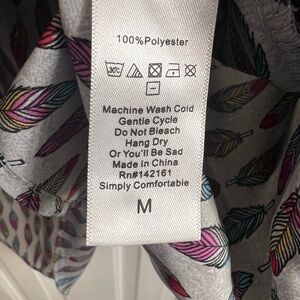 100%Polyester
30°
Machine Wash Cold
Gentle Cycle
Do Not Bleach
Hang Dry
Or You'll Be Sad
Made in China
Rn#142161
Simply Comfortable
M